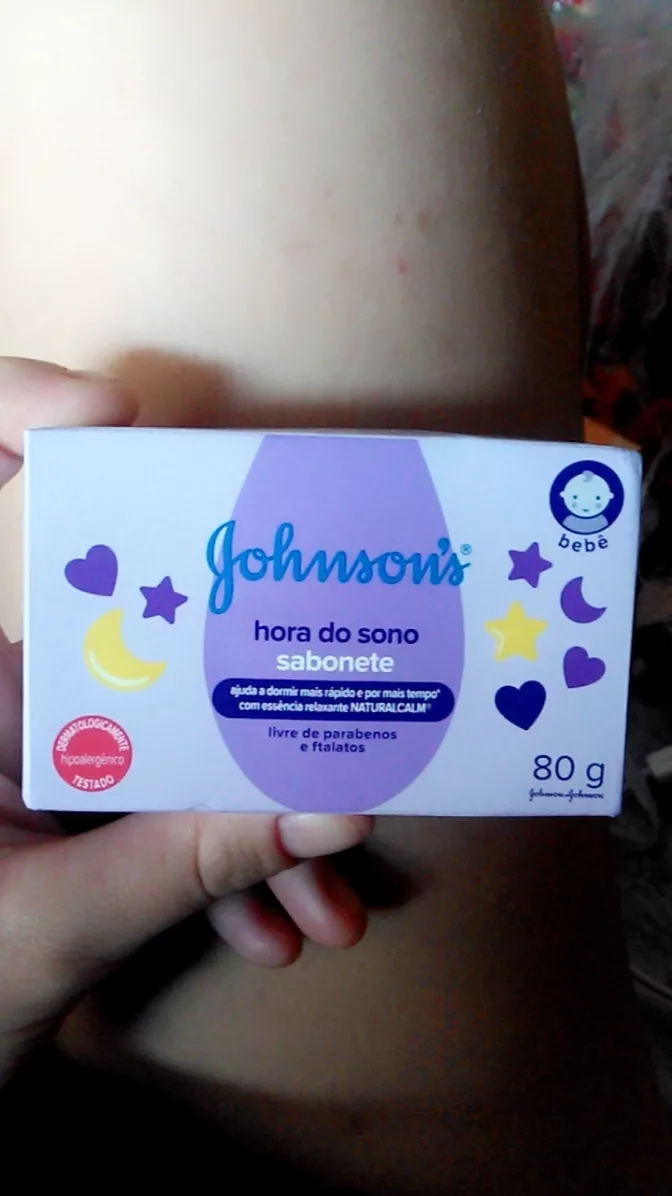 Johnson's®
bebê
hora do sono
sabonete
ajuda a dormir mais rápido e por mais tempo*
com essência relaxante NATURALCALM®
livre de parabenos
e ftalatos
DERMATOLOGICAMENTE
hipoalergênico
TESTADO
80 g
Johnson & Johnson